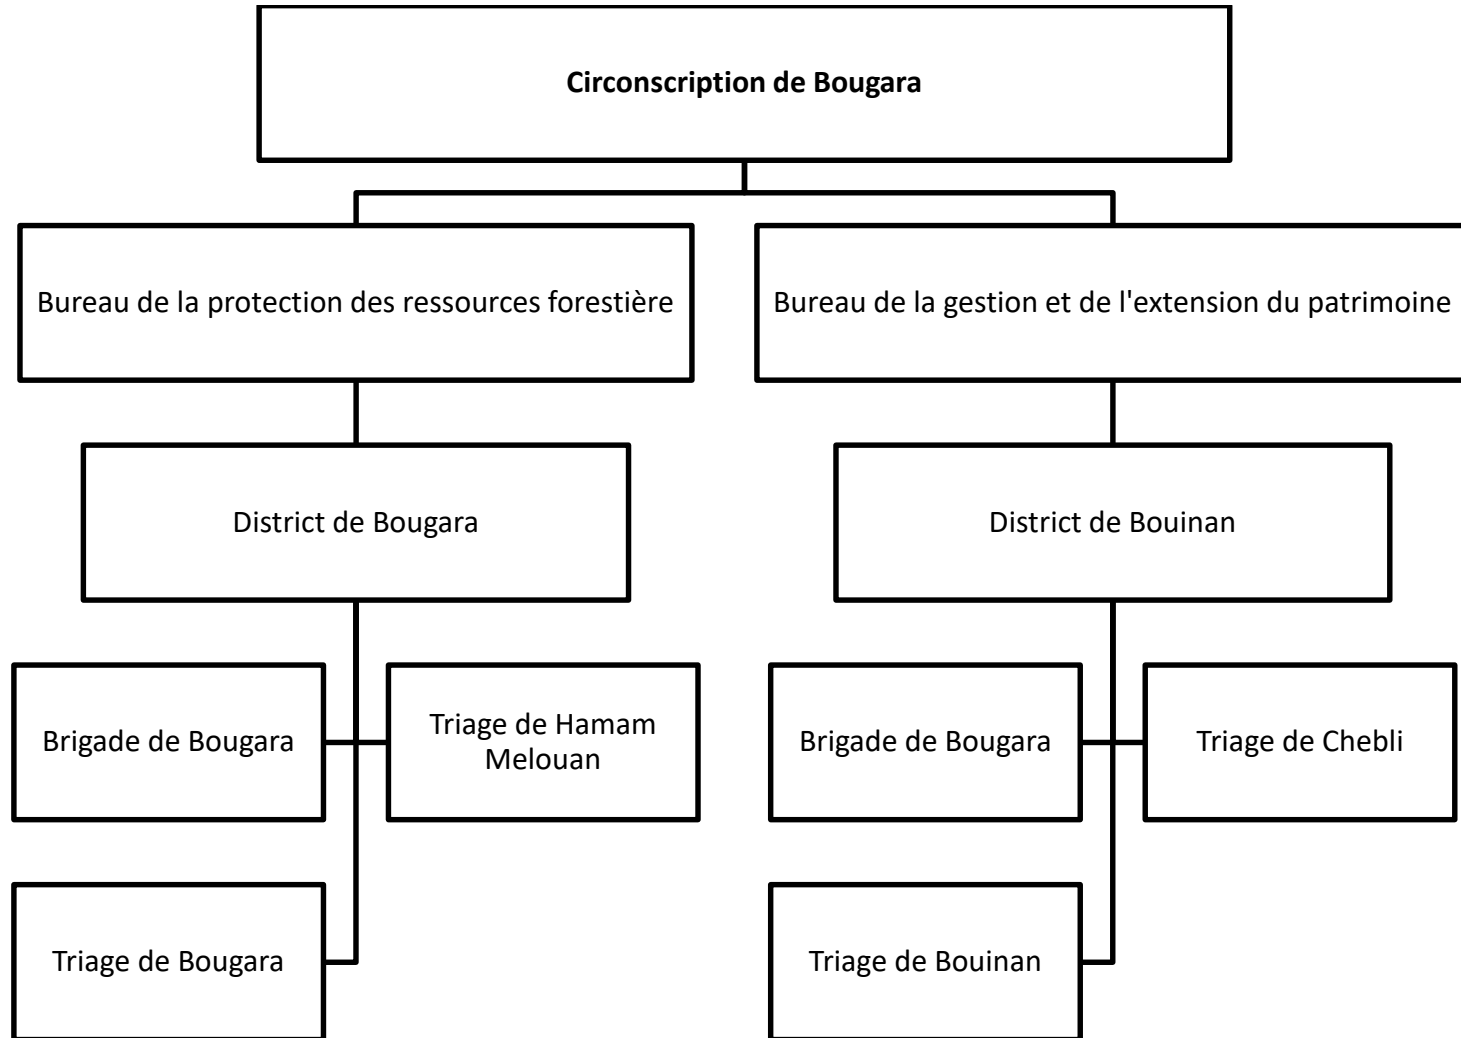 Circonscription de Bougara
Bureau de la protection des ressources forestière
Bureau de la gestion et de l'extension du patrimoine
District de Bougara
District de Bouinan
Brigade de Bougara
Triage de Hamam
Melouan
Brigade de Bougara
Triage de Chebli
Triage de Bougara
Triage de Bouinan